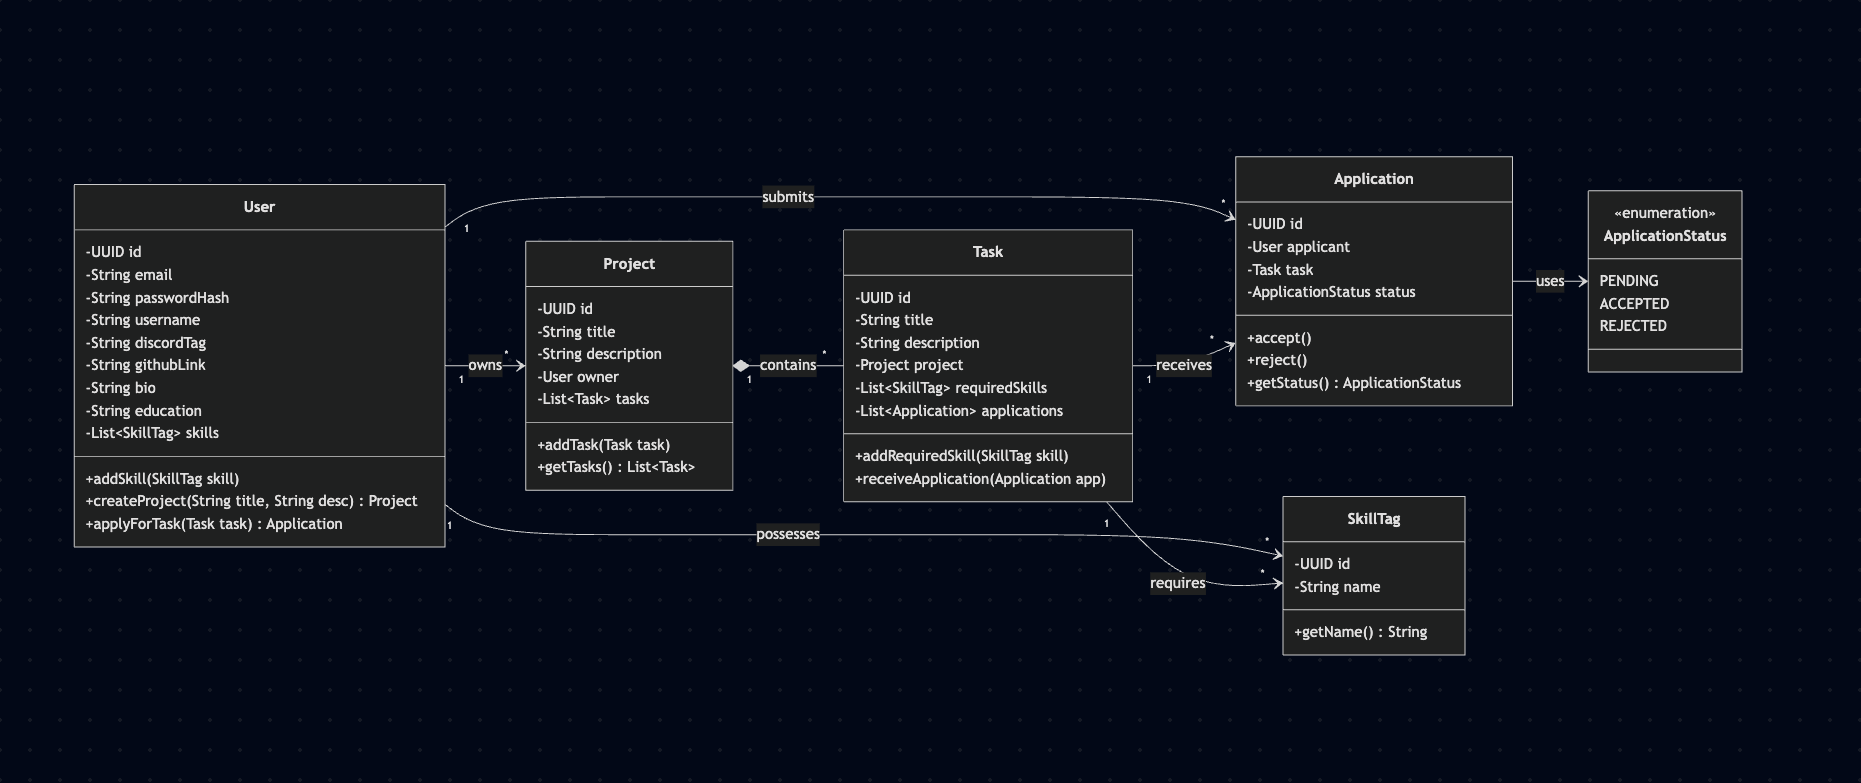 User
-UUID id
-String email
-String passwordHash
-String username
-String discordTag
-String githubLink
-String bio
-String education
-List<SkillTag> skills
+addSkill(SkillTag skill)
+createProject(String title, String desc) : Project
+applyForTask(Task task) : Application
1
submits
*
1
owns
*
1
possesses
*
Project
-UUID id
-String title
-String description
-User owner
-List<Task> tasks
+addTask(Task task)
+getTasks() : List<Task>
1
contains
*
Task
-UUID id
-String title
-String description
-Project project
-List<SkillTag> requiredSkills
-List<Application> applications
+addRequiredSkill(SkillTag skill)
+receiveApplication(Application app)
1
receives
*
1
requires
*
Application
-UUID id
-User applicant
-Task task
-ApplicationStatus status
+accept()
+reject()
+getStatus() : ApplicationStatus
uses
«enumeration»
ApplicationStatus
PENDING
ACCEPTED
REJECTED
SkillTag
-UUID id
-String name
+getName() : String